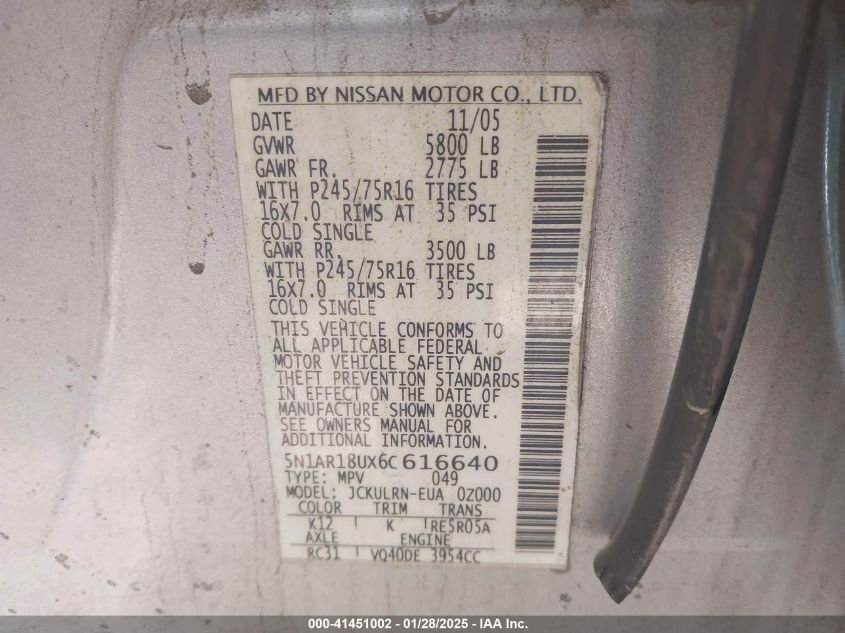 MFD BY NISSAN MOTOR CO., LTD.
DATE 11/05
GVWR 5800 LB
GAWR FR. 2775 LB
WITH P245/75R16 TIRES
16X7.0 RIMS AT 35 PSI
COLD SINGLE
GAWR RR. 3500 LB
WITH P245/75R16 TIRES
16X7.0 RIMS AT 35 PSI
COLD SINGLE
THIS VEHICLE CONFORMS TO
ALL APPLICABLE FEDERAL
MOTOR VEHICLE SAFETY AND
THEFT PREVENTION STANDARDS
IN EFFECT ON THE DATE OF
MANUFACTURE SHOWN ABOVE.
SEE OWNERS MANUAL FOR
ADDITIONAL INFORMATION.
5N1AR18UX6C616640
TYPE: MPV 049
MODEL: JCKULRN-EUA 0Z000
COLOR TRIM TRANS
K12 K RE5R05A
AXLE ENGINE
RC31 VQ40DE 3954CC
000-41451002 - 01/28/2025 - IAA Inc.